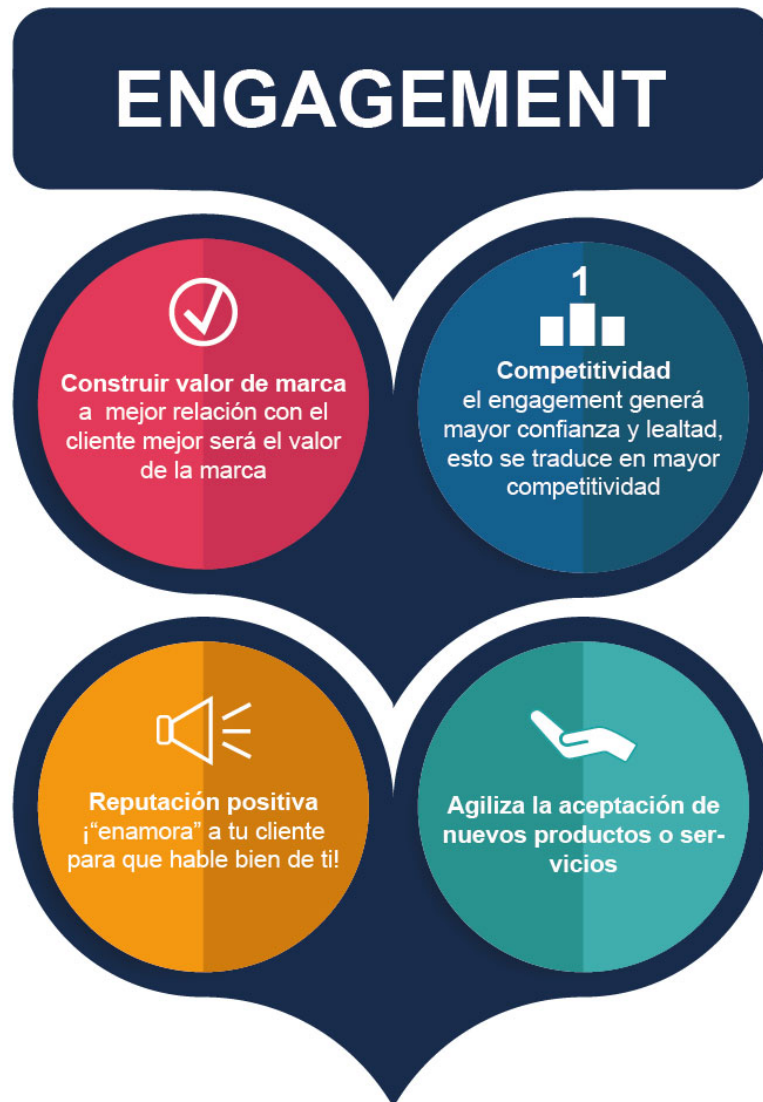 ENGAGEMENT
Construir valor de marca
a mejor relación con el
cliente mejor será el valor
de la marca
1
Competitividad
el engagement generá
mayor confianza y lealtad,
esto se traduce en mayor
competitividad
Reputación positiva
¡“enamora” a tu cliente
para que hable bien de ti!
Agiliza la aceptación de
nuevos productos o ser-
vicios